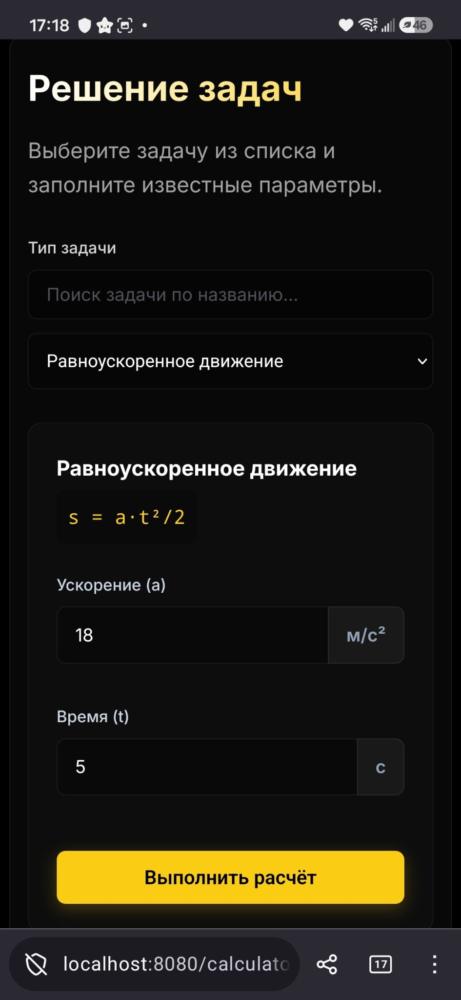 17:18
5
46
Решение задач
Выберите задачу из списка и
заполните известные параметры.
Тип задачи
Поиск задачи по названию...
Равноускоренное движение
Равноускоренное движение
s = a·t²/2
Ускорение (a)
18 м/с²
Время (t)
5 с
Выполнить расчёт
localhost:8080/calculato
17